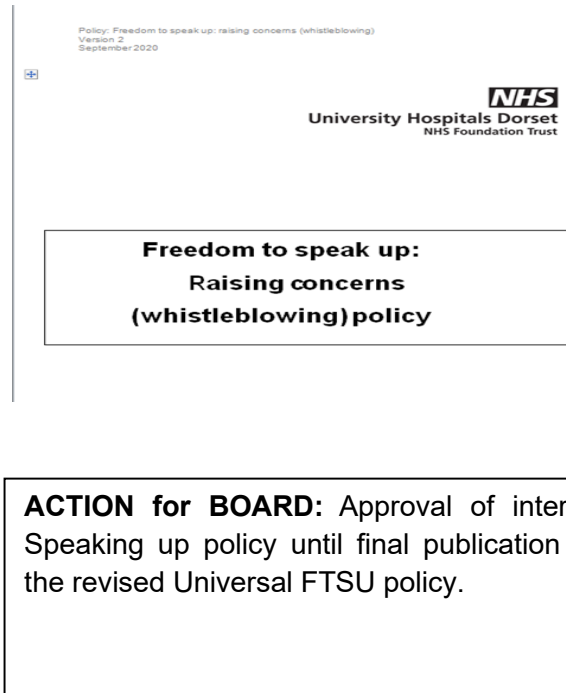 Policy: Freedom to speak up: raising concerns (whistleblowing)
Version 2
September 2020
NHS
University Hospitals Dorset
NHS Foundation Trust
Freedom to speak up:
Raising concerns
(whistleblowing) policy
ACTION for BOARD: Approval of inter
Speaking up policy until final publication
the revised Universal FTSU policy.